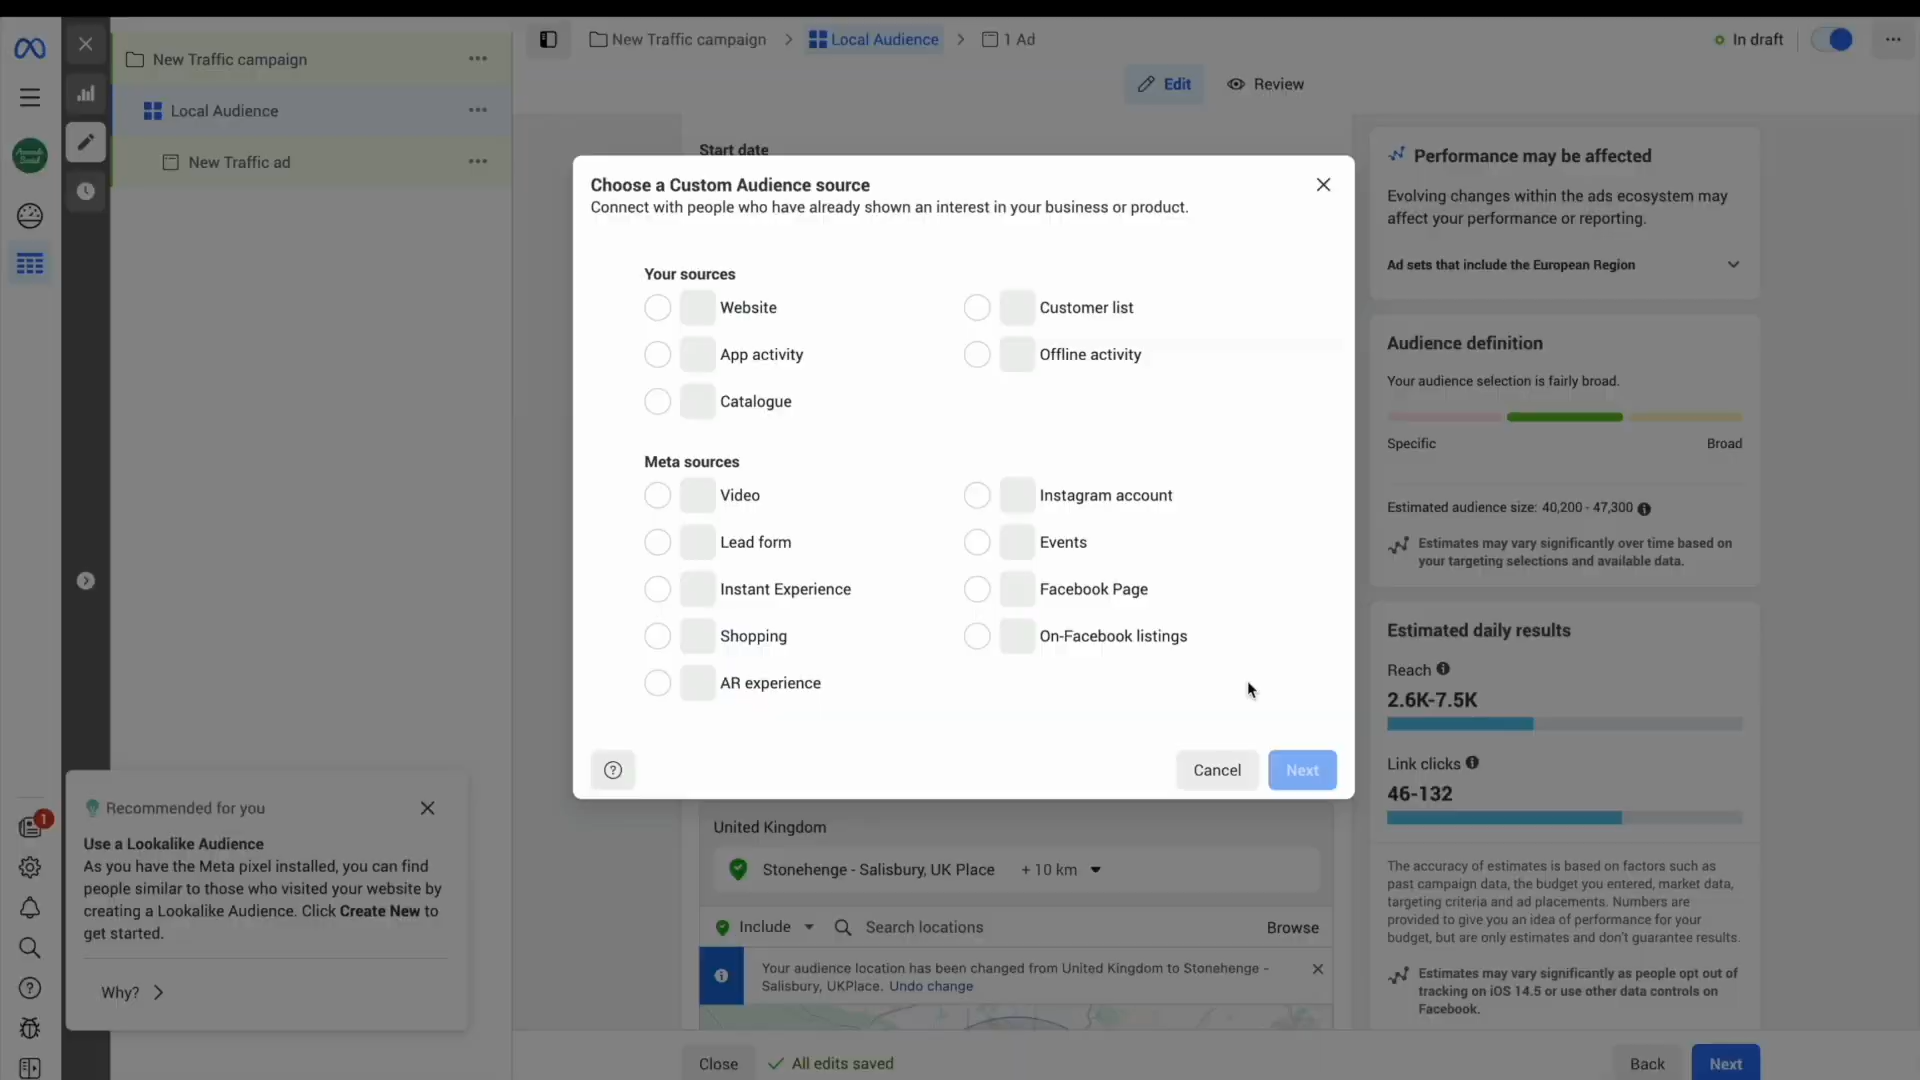 New Traffic campaign
Local Audience
New Traffic ad
New Traffic campaign
Local Audience
1 Ad
In draft
Edit
Review
Start date
Choose a Custom Audience source
Connect with people who have already shown an interest in your business or product.
Your sources
Website
Customer list
App activity
Offline activity
Catalogue
Meta sources
Video
Instagram account
Lead form
Events
Instant Experience
Facebook Page
Shopping
On-Facebook listings
AR experience
Cancel
Next
Performance may be affected
Evolving changes within the ads ecosystem may
affect your performance or reporting.
Ad sets that include the European Region
Audience definition
Your audience selection is fairly broad.
Specific
Broad
Estimated audience size: 40,200 - 47,300
Estimates may vary significantly over time based on
your targeting selections and available data.
Estimated daily results
Reach
2.6K-7.5K
Link clicks
46-132
The accuracy of estimates is based on factors such as
past campaign data, the budget you entered, market data,
targeting criteria and ad placements. Numbers are
provided to give you an idea of performance for your
budget, but are only estimates and don't guarantee results.
Estimates may vary significantly as people opt out of
tracking on iOS 14.5 or use other data controls on
Facebook.
1
Recommended for you
Use a Lookalike Audience
As you have the Meta pixel installed, you can find
people similar to those who visited your website by
creating a Lookalike Audience. Click Create New to
get started.
Why?
United Kingdom
Stonehenge - Salisbury, UK Place + 10 km
Include
Search locations
Browse
Your audience location has been changed from United Kingdom to Stonehenge -
Salisbury, UKPlace. Undo change
Close
All edits saved
Back
Next